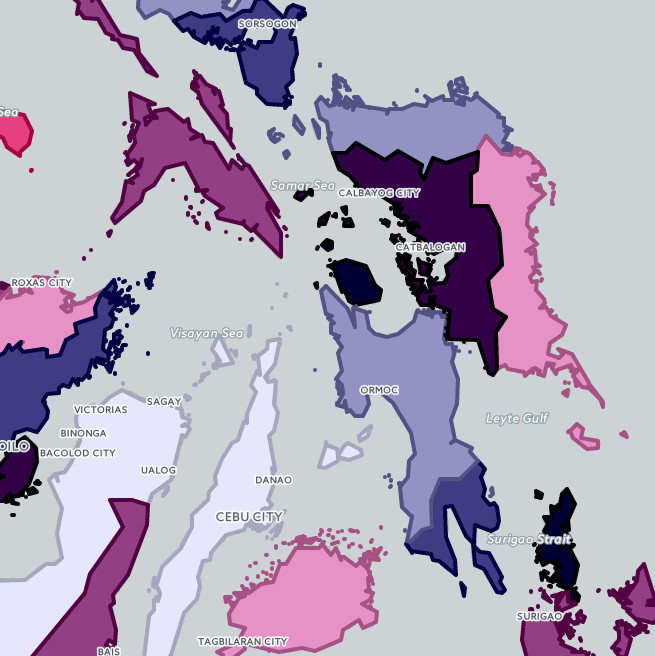 SORSOGON
Sea
Samar Sea
CALBAYOG CITY
CATBALOGAN
ROXAS CITY
Visayan Sea
ORMOC
SAGAY
VICTORIAS
Leyte Gulf
BINONGA
OILO
BACOLOD CITY
UALOG
DANAO
CEBU CITY
Surigao Strait
SURIGAO
TAGBILARAN CITY
BAIS